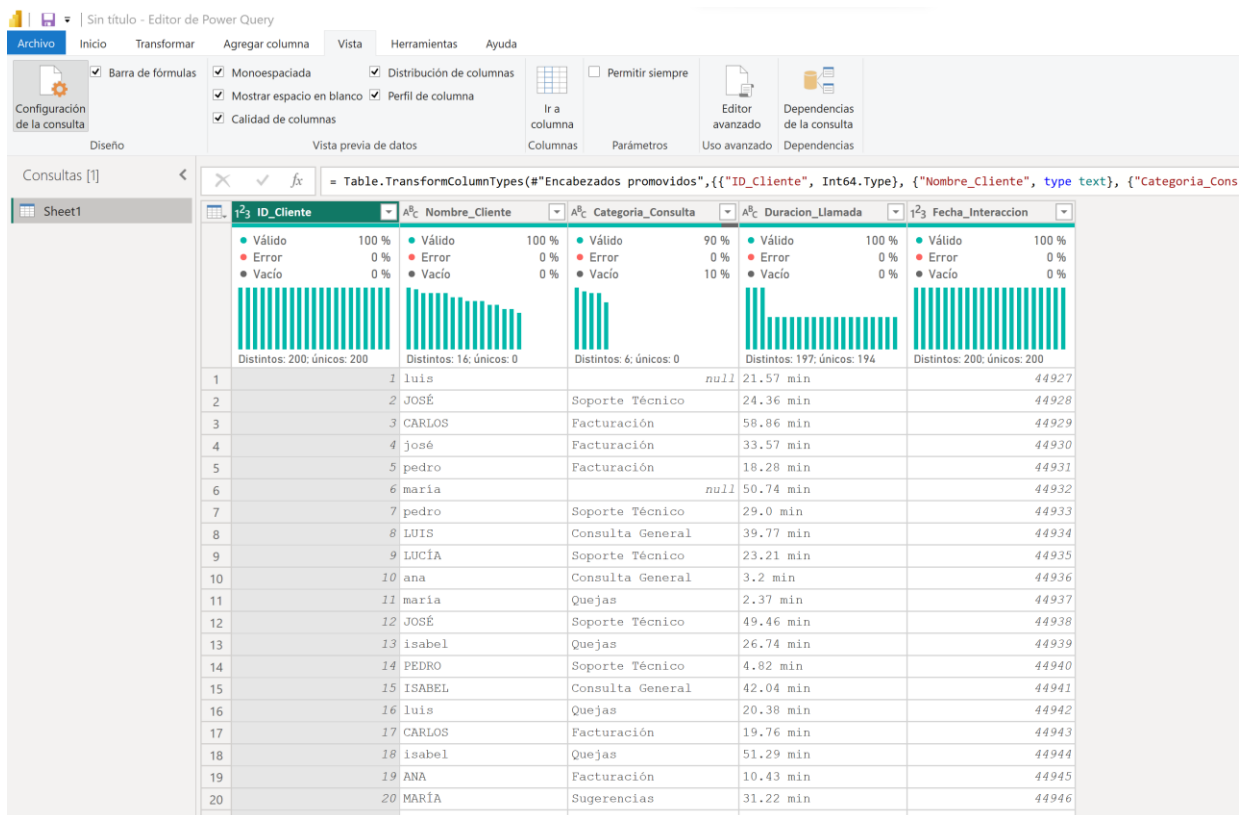 Sin título - Editor de Power Query
Archivo Inicio Transformar Agregar columna Vista Herramientas Ayuda
Configuración de la consulta
Barra de fórmulas
Diseño
Monoespaciada
Mostrar espacio en blanco
Calidad de columnas
Distribución de columnas
Perfil de columna
Vista previa de datos
Ir a columna
Columnas
Permitir siempre
Parámetros
Editor avanzado
Uso avanzado
Dependencias de la consulta
Dependencias
Consultas [1]
Sheet1
fx = Table.TransformColumnTypes(#"Encabezados promovidos",{{"ID_Cliente", Int64.Type}, {"Nombre_Cliente", type text}, {"Categoria_Cons
1²3 ID_Cliente ABC Nombre_Cliente ABC Categoria_Consulta ABC Duracion_Llamada 1²3 Fecha_Interaccion
Válido 100 % Válido 100 % Válido 90 % Válido 100 % Válido 100 %
Error 0 % Error 0 % Error 0 % Error 0 % Error 0 %
Vacío 0 % Vacío 0 % Vacío 10 % Vacío 0 % Vacío 0 %
Distintos: 200; únicos: 200 Distintos: 16; únicos: 0 Distintos: 6; únicos: 0 Distintos: 197; únicos: 194 Distintos: 200; únicos: 200
1 1 luis null 21.57 min 44927
2 2 JOSÉ Soporte Técnico 24.36 min 44928
3 3 CARLOS Facturación 58.86 min 44929
4 4 josé Facturación 33.57 min 44930
5 5 pedro Facturación 18.28 min 44931
6 6 maría null 50.74 min 44932
7 7 pedro Soporte Técnico 29.0 min 44933
8 8 LUIS Consulta General 39.77 min 44934
9 9 LUCÍA Soporte Técnico 23.21 min 44935
10 10 ana Consulta General 3.2 min 44936
11 11 maría Quejas 2.37 min 44937
12 12 JOSÉ Soporte Técnico 49.46 min 44938
13 13 isabel Quejas 26.74 min 44939
14 14 PEDRO Soporte Técnico 4.82 min 44940
15 15 ISABEL Consulta General 42.04 min 44941
16 16 luis Quejas 20.38 min 44942
17 17 CARLOS Facturación 19.76 min 44943
18 18 isabel Quejas 51.29 min 44944
19 19 ANA Facturación 10.43 min 44945
20 20 MARÍA Sugerencias 31.22 min 44946